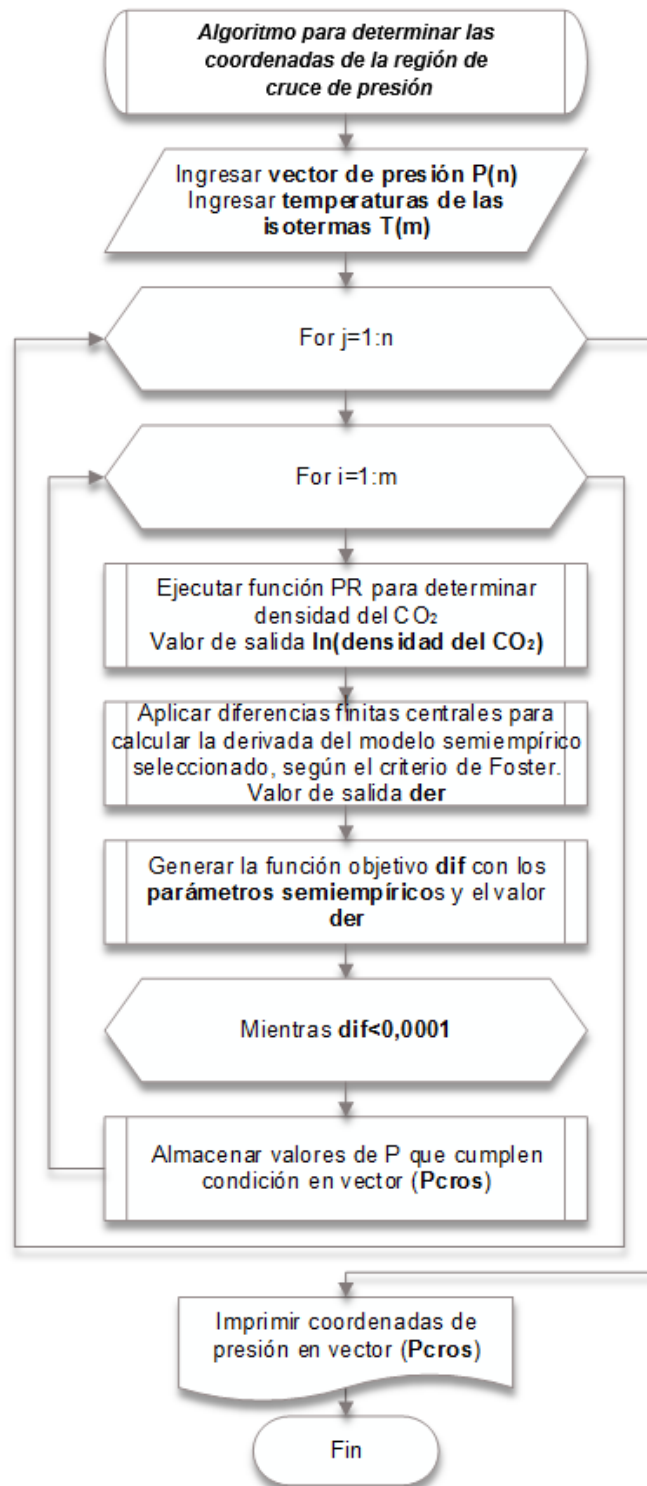 Algoritmo para determinar las
coordenadas de la región de
cruce de presión
Ingresar vector de presión P(n)
Ingresar temperaturas de las
isotermas T(m)
For j=1:n
For i=1:m
Ejecutar función PR para determinar
densidad del CO₂
Valor de salida ln(densidad del CO₂)
Aplicar diferencias finitas centrales para
calcular la derivada del modelo semiempírico
seleccionado, según el criterio de Foster.
Valor de salida der
Generar la función objetivo dif con los
parámetros semiempíricos y el valor
der
Mientras dif<0,0001
Almacenar valores de P que cumplen
condición en vector (Pcros)
Imprimir coordenadas de
presión en vector (Pcros)
Fin